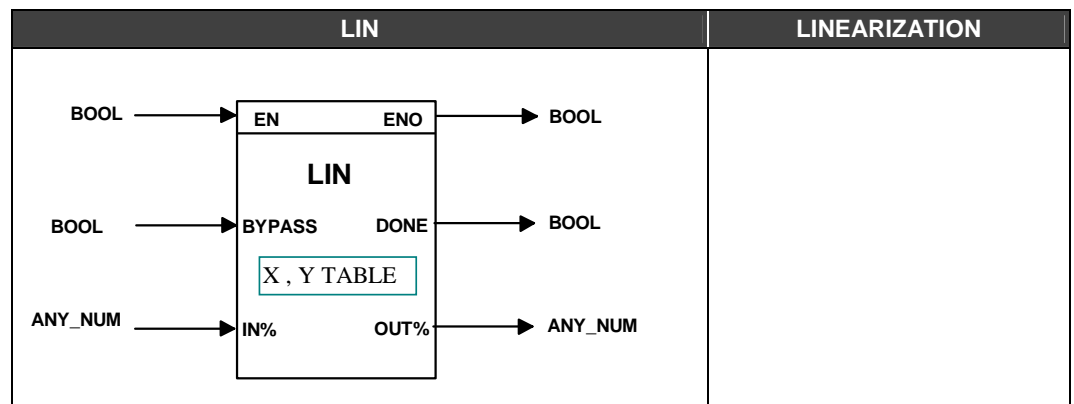 LIN LINEARIZATION
BOOL EN ENO BOOL
LIN
BOOL BYPASS DONE BOOL
X , Y TABLE
ANY_NUM IN% OUT% ANY_NUM